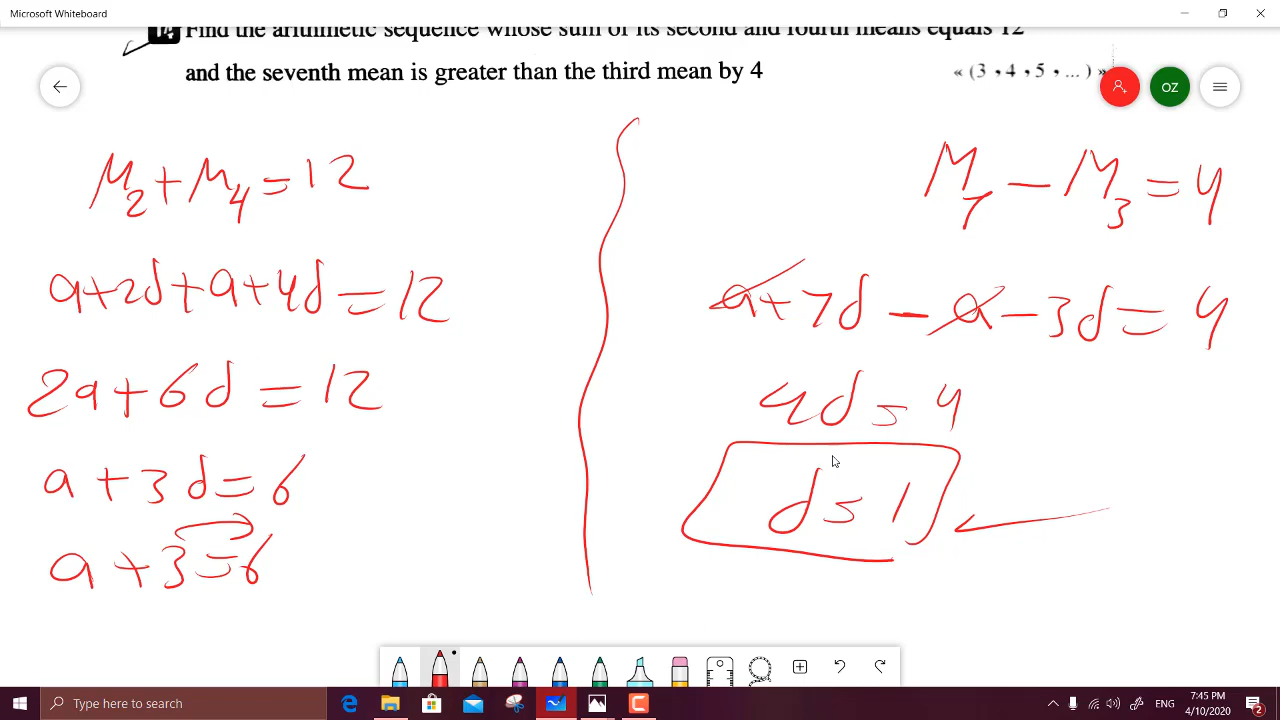 Microsoft Whiteboard
14 Find the arithmetic sequence whose sum of its second and fourth means equals 12
and the seventh mean is greater than the third mean by 4
« (3 , 4 , 5 , ... ) »
OZ
M2 + M4 = 12
a + 2d + a + 4d = 12
2a + 6d = 12
a + 3d = 6
a + 3 = 6
M7 - M3 = 4
a + 7d - a - 3d = 4
4d = 4
d = 1
Type here to search
ENG
7:45 PM
4/10/2020
2